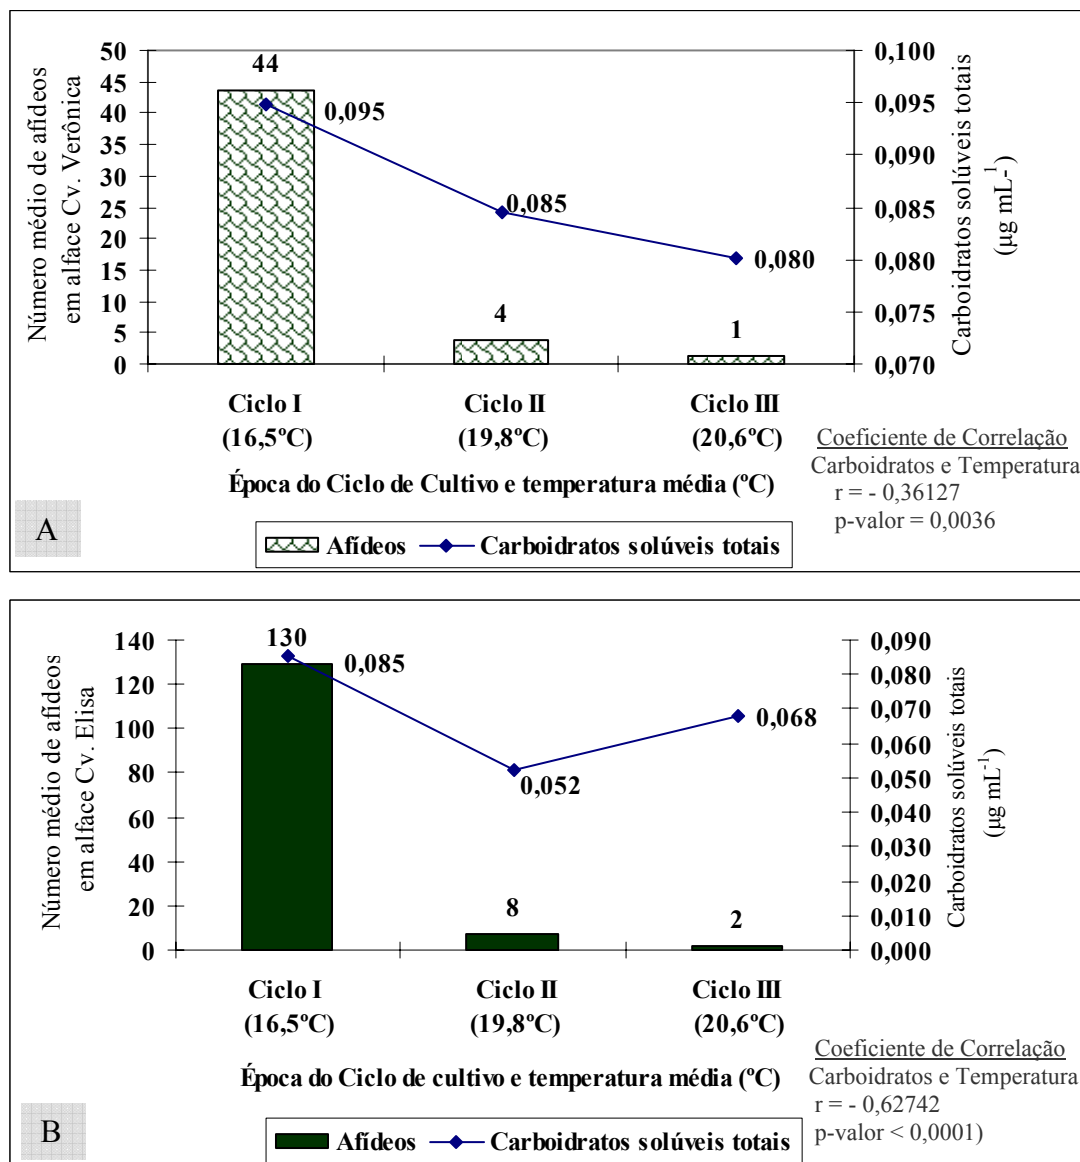 Número médio de afídeos
em alface Cv. Verônica
50
45
40
35
30
25
20
15
10
5
0
44
4
1
0,095
0,085
0,080
0,100
0,095
0,090
0,085
0,080
0,075
0,070
Carboidratos solúveis totais
(µg mL-¹)
Ciclo I
(16,5ºC)
Ciclo II
(19,8ºC)
Ciclo III
(20,6ºC)
Época do Ciclo de Cultivo e temperatura média (ºC)
Coeficiente de Correlação
Carboidratos e Temperatura
r = - 0,36127
p-valor = 0,0036
A
Afídeos
Carboidratos solúveis totais
Número médio de afídeos
em alface Cv. Elisa
140
120
100
80
60
40
20
0
130
8
2
0,085
0,052
0,068
0,090
0,080
0,070
0,060
0,050
0,040
0,030
0,020
0,010
0,000
Carboidratos solúveis totais
(µg mL⁻¹)
Ciclo I
(16,5ºC)
Ciclo II
(19,8ºC)
Ciclo III
(20,6ºC)
Época do Ciclo de cultivo e temperatura média (ºC)
Coeficiente de Correlação
Carboidratos e Temperatura
r = - 0,62742
p-valor < 0,0001)
B
Afídeos
Carboidratos solúveis totais